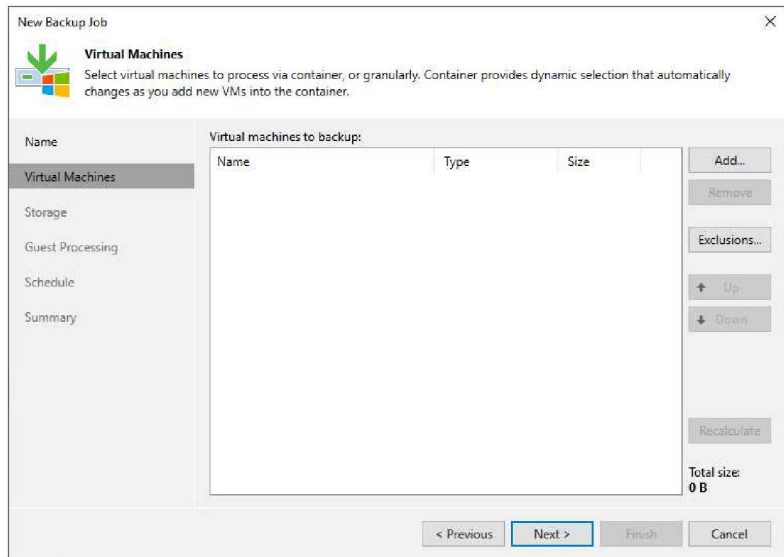 New Backup Job
Virtual Machines
Select virtual machines to process via container, or granularly. Container provides dynamic selection that automatically
changes as you add new VMs into the container.
Name
Virtual Machines
Storage
Guest Processing
Schedule
Summary
Virtual machines to backup:
Name Type Size
Add...
Remove
Exclusions...
Up
Down
Recalculate
Total size:
0 B
< Previous Next > Finish Cancel